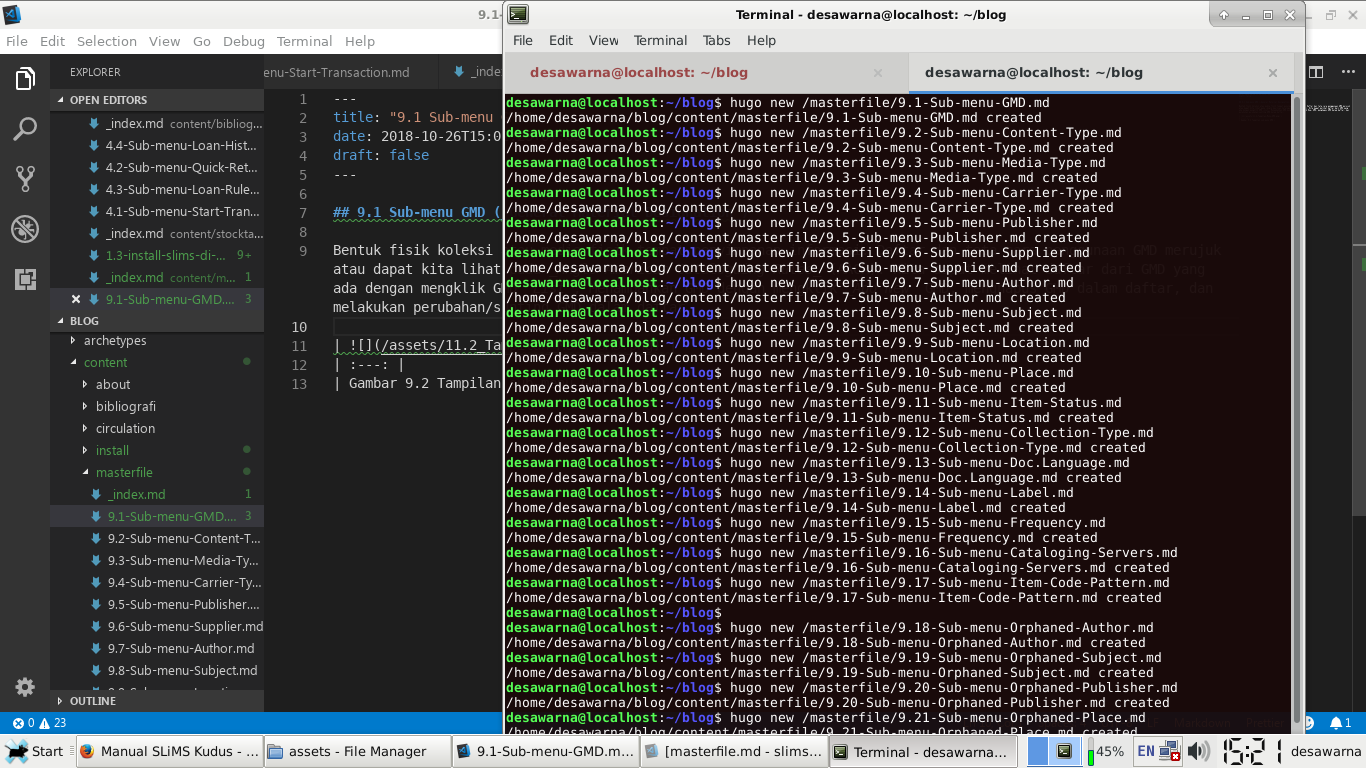 9.1-
Terminal - desawarna@localhost: ~/blog
File Edit Selection View Go Debug Terminal Help
File Edit View Terminal Tabs Help
EXPLORER
enu-Start-Transaction.md
_inde
desawarna@localhost: ~/blog
desawarna@localhost: ~/blog
OPEN EDITORS
_index.md content/bibliog...
4.4-Sub-menu-Loan-Hist...
4.2-Sub-menu-Quick-Ret...
4.3-Sub-menu-Loan-Rule...
4.1-Sub-menu-Start-Tran...
_index.md content/stockta...
1.3-install-slims-di-... 9+
_index.md content/m... 1
9.1-Sub-menu-GMD.... 3
BLOG
archetypes
content
about
bibliografi
circulation
install
masterfile
_index.md 1
9.1-Sub-menu-GMD.... 3
9.2-Sub-menu-Content-T...
9.3-Sub-menu-Media-Ty...
9.4-Sub-menu-Carrier-Ty...
9.5-Sub-menu-Publisher....
9.6-Sub-menu-Supplier.md
9.7-Sub-menu-Author.md
9.8-Sub-menu-Subject.md
OUTLINE
1 ---
2 title: "9.1 Sub-menu
3 date: 2018-10-26T15:0
4 draft: false
5 ---
6
7 ## 9.1 Sub-menu GMD (
8
9 Bentuk fisik koleksi
atau dapat kita lihat
ada dengan mengklik G
melakukan perubahan/s
10
11 | ![](/assets/11.2_Ta
12 | :---: |
13 | Gambar 9.2 Tampilan
desawarna@localhost:~/blog$ hugo new /masterfile/9.1-Sub-menu-GMD.md
/home/desawarna/blog/content/masterfile/9.1-Sub-menu-GMD.md created
desawarna@localhost:~/blog$ hugo new /masterfile/9.2-Sub-menu-Content-Type.md
/home/desawarna/blog/content/masterfile/9.2-Sub-menu-Content-Type.md created
desawarna@localhost:~/blog$ hugo new /masterfile/9.3-Sub-menu-Media-Type.md
/home/desawarna/blog/content/masterfile/9.3-Sub-menu-Media-Type.md created
desawarna@localhost:~/blog$ hugo new /masterfile/9.4-Sub-menu-Carrier-Type.md
/home/desawarna/blog/content/masterfile/9.4-Sub-menu-Carrier-Type.md created
desawarna@localhost:~/blog$ hugo new /masterfile/9.5-Sub-menu-Publisher.md
/home/desawarna/blog/content/masterfile/9.5-Sub-menu-Publisher.md created
desawarna@localhost:~/blog$ hugo new /masterfile/9.6-Sub-menu-Supplier.md
/home/desawarna/blog/content/masterfile/9.6-Sub-menu-Supplier.md created
desawarna@localhost:~/blog$ hugo new /masterfile/9.7-Sub-menu-Author.md
/home/desawarna/blog/content/masterfile/9.7-Sub-menu-Author.md created
desawarna@localhost:~/blog$ hugo new /masterfile/9.8-Sub-menu-Subject.md
/home/desawarna/blog/content/masterfile/9.8-Sub-menu-Subject.md created
desawarna@localhost:~/blog$ hugo new /masterfile/9.9-Sub-menu-Location.md
/home/desawarna/blog/content/masterfile/9.9-Sub-menu-Location.md created
desawarna@localhost:~/blog$ hugo new /masterfile/9.10-Sub-menu-Place.md
/home/desawarna/blog/content/masterfile/9.10-Sub-menu-Place.md created
desawarna@localhost:~/blog$ hugo new /masterfile/9.11-Sub-menu-Item-Status.md
/home/desawarna/blog/content/masterfile/9.11-Sub-menu-Item-Status.md created
desawarna@localhost:~/blog$ hugo new /masterfile/9.12-Sub-menu-Collection-Type.md
/home/desawarna/blog/content/masterfile/9.12-Sub-menu-Collection-Type.md created
desawarna@localhost:~/blog$ hugo new /masterfile/9.13-Sub-menu-Doc.Language.md
/home/desawarna/blog/content/masterfile/9.13-Sub-menu-Doc.Language.md created
desawarna@localhost:~/blog$ hugo new /masterfile/9.14-Sub-menu-Label.md
/home/desawarna/blog/content/masterfile/9.14-Sub-menu-Label.md created
desawarna@localhost:~/blog$ hugo new /masterfile/9.15-Sub-menu-Frequency.md
/home/desawarna/blog/content/masterfile/9.15-Sub-menu-Frequency.md created
desawarna@localhost:~/blog$ hugo new /masterfile/9.16-Sub-menu-Cataloging-Servers.md
/home/desawarna/blog/content/masterfile/9.16-Sub-menu-Cataloging-Servers.md created
desawarna@localhost:~/blog$ hugo new /masterfile/9.17-Sub-menu-Item-Code-Pattern.md
/home/desawarna/blog/content/masterfile/9.17-Sub-menu-Item-Code-Pattern.md created
desawarna@localhost:~/blog$
desawarna@localhost:~/blog$ hugo new /masterfile/9.18-Sub-menu-Orphaned-Author.md
/home/desawarna/blog/content/masterfile/9.18-Sub-menu-Orphaned-Author.md created
desawarna@localhost:~/blog$ hugo new /masterfile/9.19-Sub-menu-Orphaned-Subject.md
/home/desawarna/blog/content/masterfile/9.19-Sub-menu-Orphaned-Subject.md created
desawarna@localhost:~/blog$ hugo new /masterfile/9.20-Sub-menu-Orphaned-Publisher.md
/home/desawarna/blog/content/masterfile/9.20-Sub-menu-Orphaned-Publisher.md created
desawarna@localhost:~/blog$ hugo new /masterfile/9.21-Sub-menu-Orphaned-Place.md
/home/desawarna/blog/content/masterfile/9.21-Sub-menu-Orphaned-Place.md created
0 23
1
Start
Manual SLiMS Kudus - ...
assets - File Manager
9.1-Sub-menu-GMD.m...
[masterfile.md - slims...
Terminal - desawarna...
45%
EN
15:21
desawarna